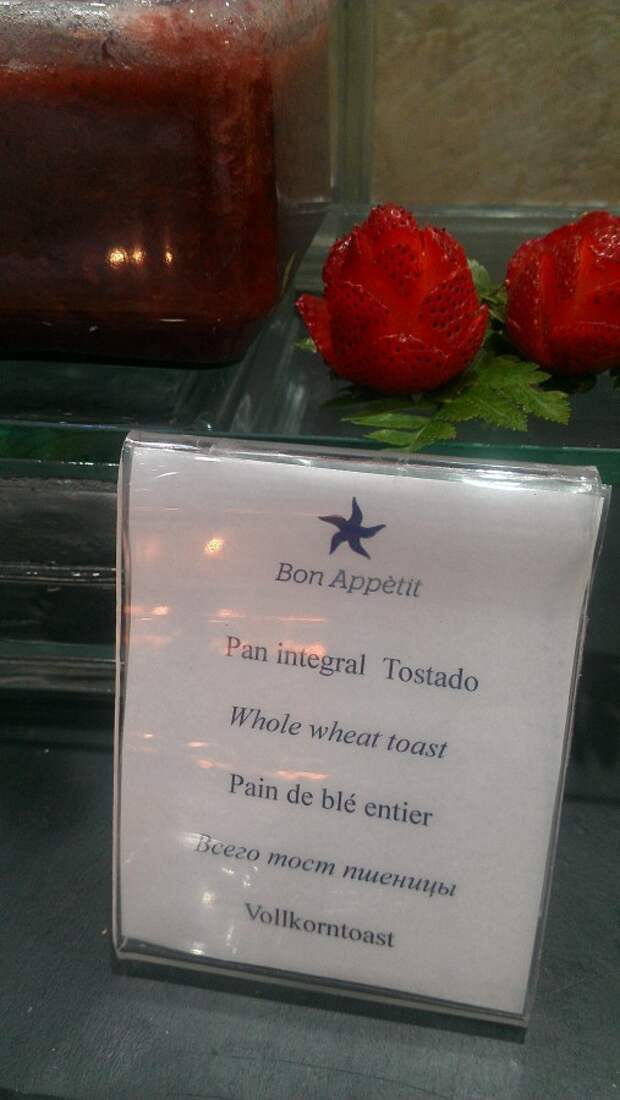 Bon Appètit
Pan integral Tostado
Whole wheat toast
Pain de blé entier
Всего тост пшеницы
Vollkorntoast